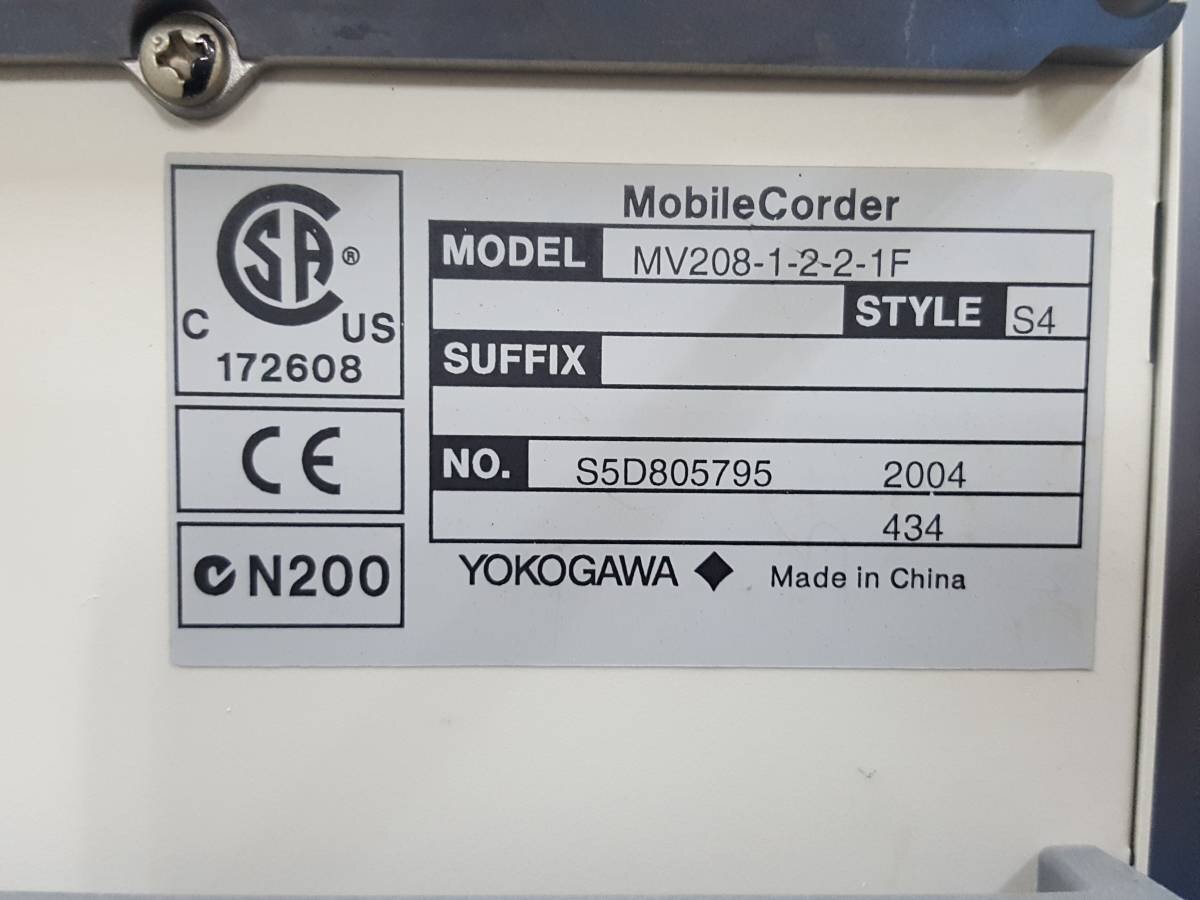 MobileCorder
MODEL MV208-1-2-2-1F
STYLE S4
SUFFIX
NO. S5D805795 2004
434
YOKOGAWA Made in China
SA ®
C US
172608
CE
N200